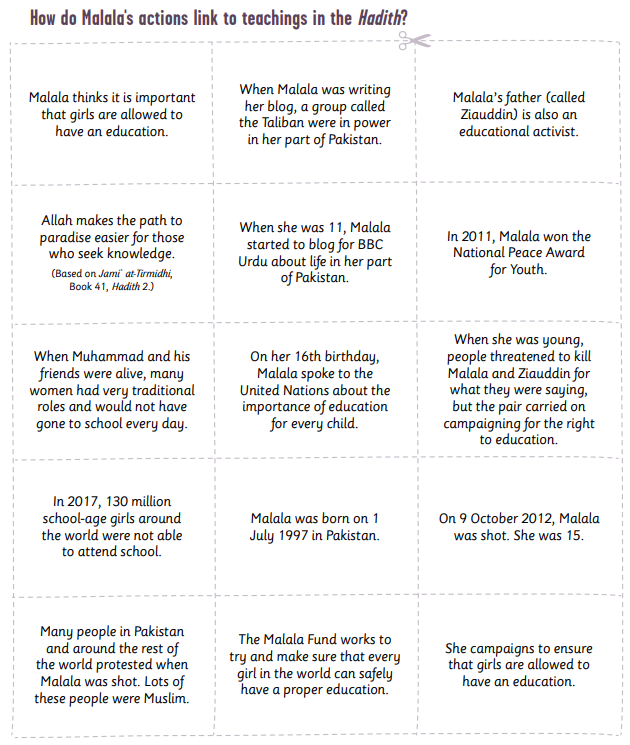 How do Malala's actions link to teachings in the Hadith?
Malala thinks it is important
that girls are allowed to
have an education.
When Malala was writing
her blog, a group called
the Taliban were in power
in her part of Pakistan.
Malala's father (called
Ziauddin) is also an
educational activist.
Allah makes the path to
paradise easier for those
who seek knowledge.
(Based on Jami` at-Tirmidhi,
Book 41, Hadith 2.)
When she was 11, Malala
started to blog for BBC
Urdu about life in her part
of Pakistan.
In 2011, Malala won the
National Peace Award
for Youth.
When Muhammad and his
friends were alive, many
women had very traditional
roles and would not have
gone to school every day.
On her 16th birthday,
Malala spoke to the
United Nations about the
importance of education
for every child.
When she was young,
people threatened to kill
Malala and Ziauddin for
what they were saying,
but the pair carried on
campaigning for the right
to education.
In 2017, 130 million
school-age girls around
the world were not able
to attend school.
Malala was born on 1
July 1997 in Pakistan.
On 9 October 2012, Malala
was shot. She was 15.
Many people in Pakistan
and around the rest of
the world protested when
Malala was shot. Lots of
these people were Muslim.
The Malala Fund works to
try and make sure that every
girl in the world can safely
have a proper education.
She campaigns to ensure
that girls are allowed to
have an education.